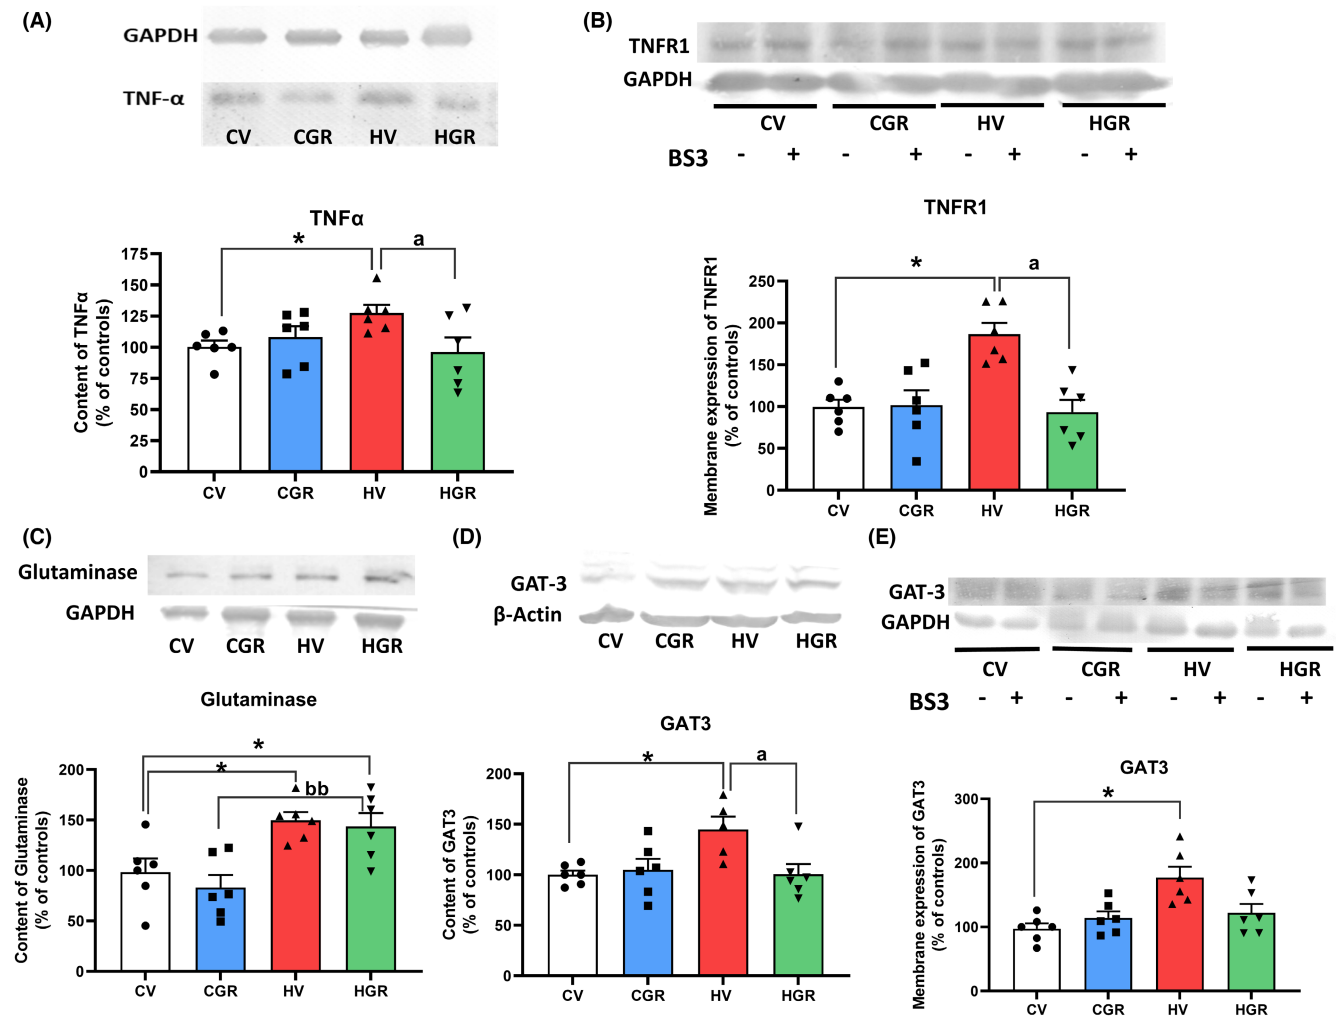 (A)
GAPDH
TNF-α
CV CGR HV HGR
TNFα
* a
Content of TNFα
(% of controls)
175
150
125
100
75
50
25
0
CV CGR HV HGR
(B)
TNFR1
GAPDH
CV CGR HV HGR
BS3 - + - + - + - +
TNFR1
* a
Membrane expression of TNFR1
(% of controls)
250
200
150
100
50
0
CV CGR HV HGR
(C)
Glutaminase
GAPDH
CV CGR HV HGR
Glutaminase
*
*
bb
Content of Glutaminase
(% of controls)
200
150
100
50
0
CV CGR HV HGR
(D)
GAT-3
β-Actin
CV CGR HV HGR
GAT3
* a
Content of GAT3
(% of controls)
200
150
100
50
0
CV CGR HV HGR
(E)
GAT-3
GAPDH
CV CGR HV HGR
BS3 - + - + - + - +
GAT3
*
Membrane expression of GAT3
(% of controls)
300
200
100
0
CV CGR HV HGR